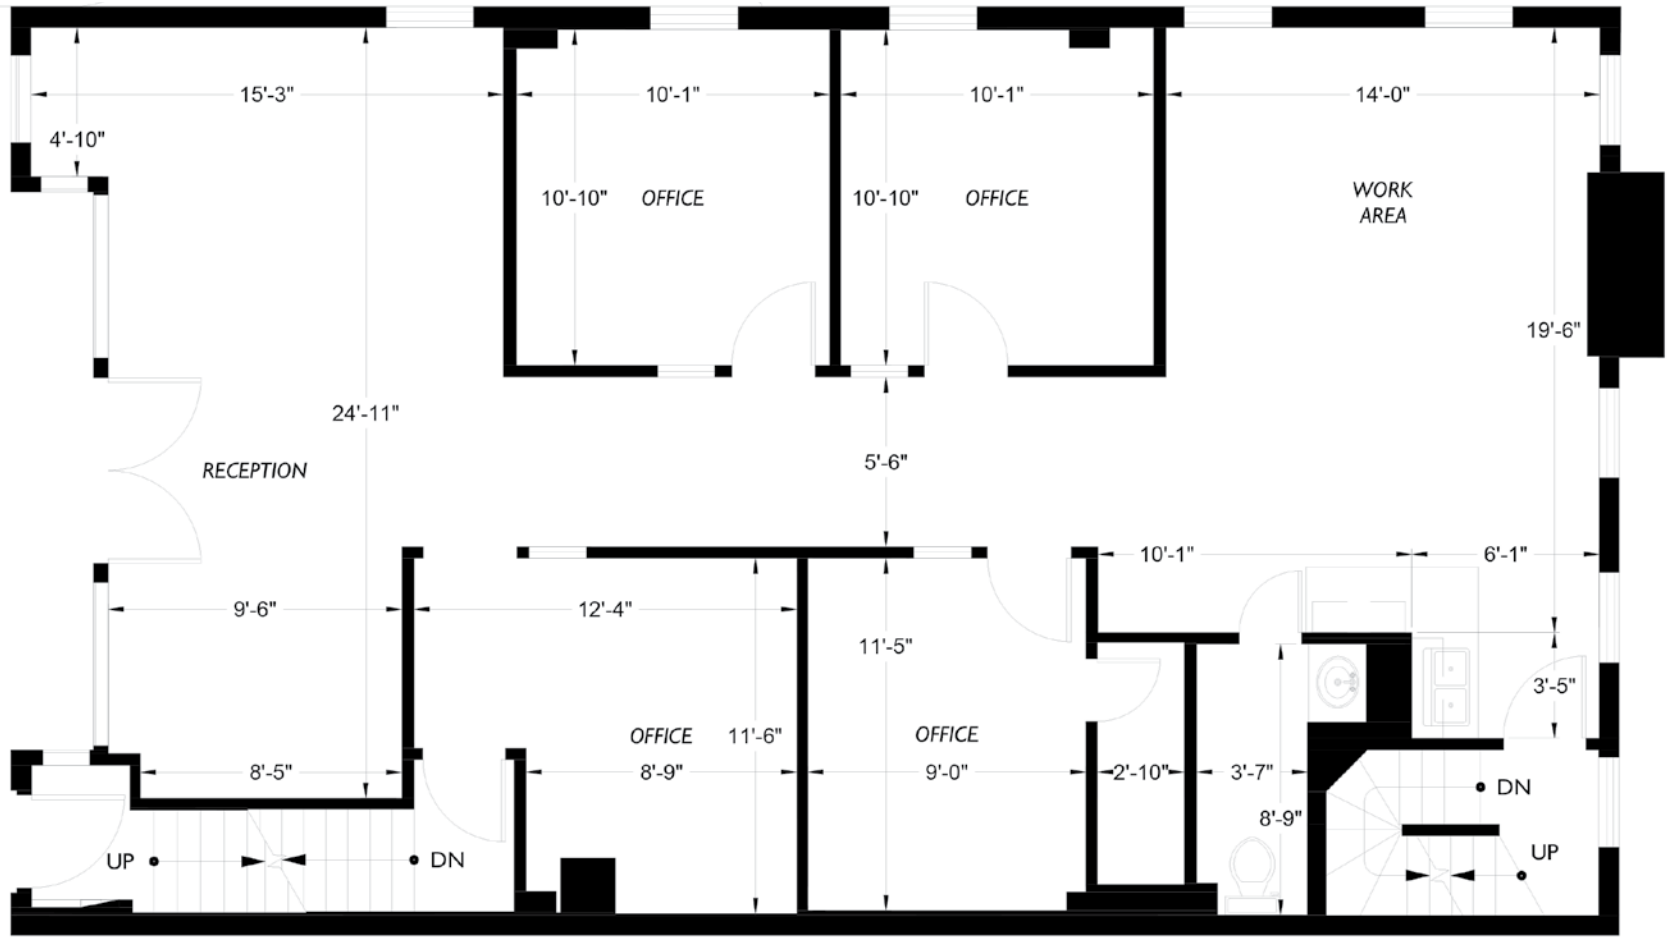 15'-3"
10'-1"
10'-1"
14'-0"
4'-10"
10'-10"
OFFICE
10'-10"
OFFICE
WORK
AREA
19'-6"
24'-11"
RECEPTION
5'-6"
10'-1"
6'-1"
9'-6"
12'-4"
11'-5"
3'-5"
OFFICE
11'-6"
OFFICE
8'-5"
8'-9"
9'-0"
2'-10"
3'-7"
DN
8'-9"
UP
DN
UP